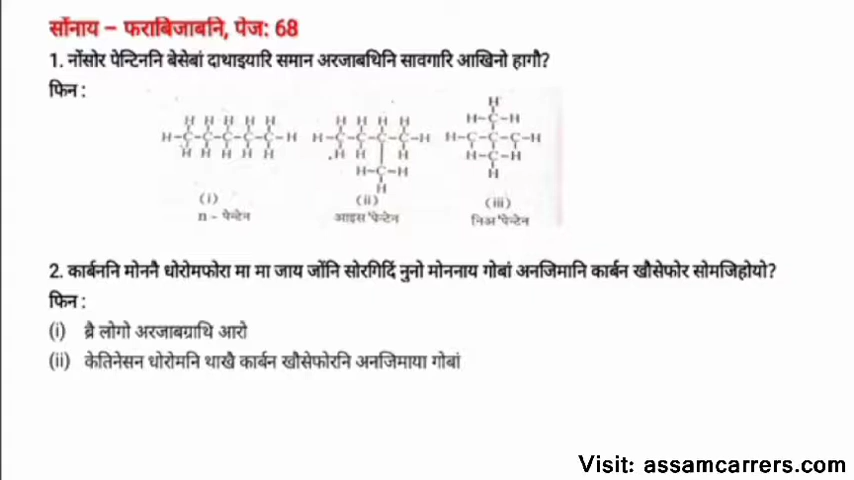 सोंनाय – फराबिजाबनि, पेज: 68
1. नोंसोर पेन्टिननि बेसेबां दाथाइयारि समान अरजाबथिनि सावगारि आखिनो हागौ?
फिन :
H H H H H
H-C-C-C-C-C-H
H H H H H
(i)
n - पेन्टेन
H H H H
H-C-C-C-C-H
H H H
H-C-H
H
(ii)
आइस'पेन्टेन
H
H-C-H
H-C-C-C-H
H-C-H
H
(iii)
निअ'पेन्टेन
2. कार्बननि मोननै धोरोमफोरा मा मा जाय जोंनि सोरगिदिं नुनो मोननाय गोबां अनजिमानि कार्बन खौसेफोर सोमजिहोयो?
फिन :
(i) ब्रै लोगो अरजाबग्राथि आरो
(ii) केतिनेसन धोरोमनि थाखै कार्बन खौसेफोरनि अनजिमाया गोबां
Visit: assamcarrers.com